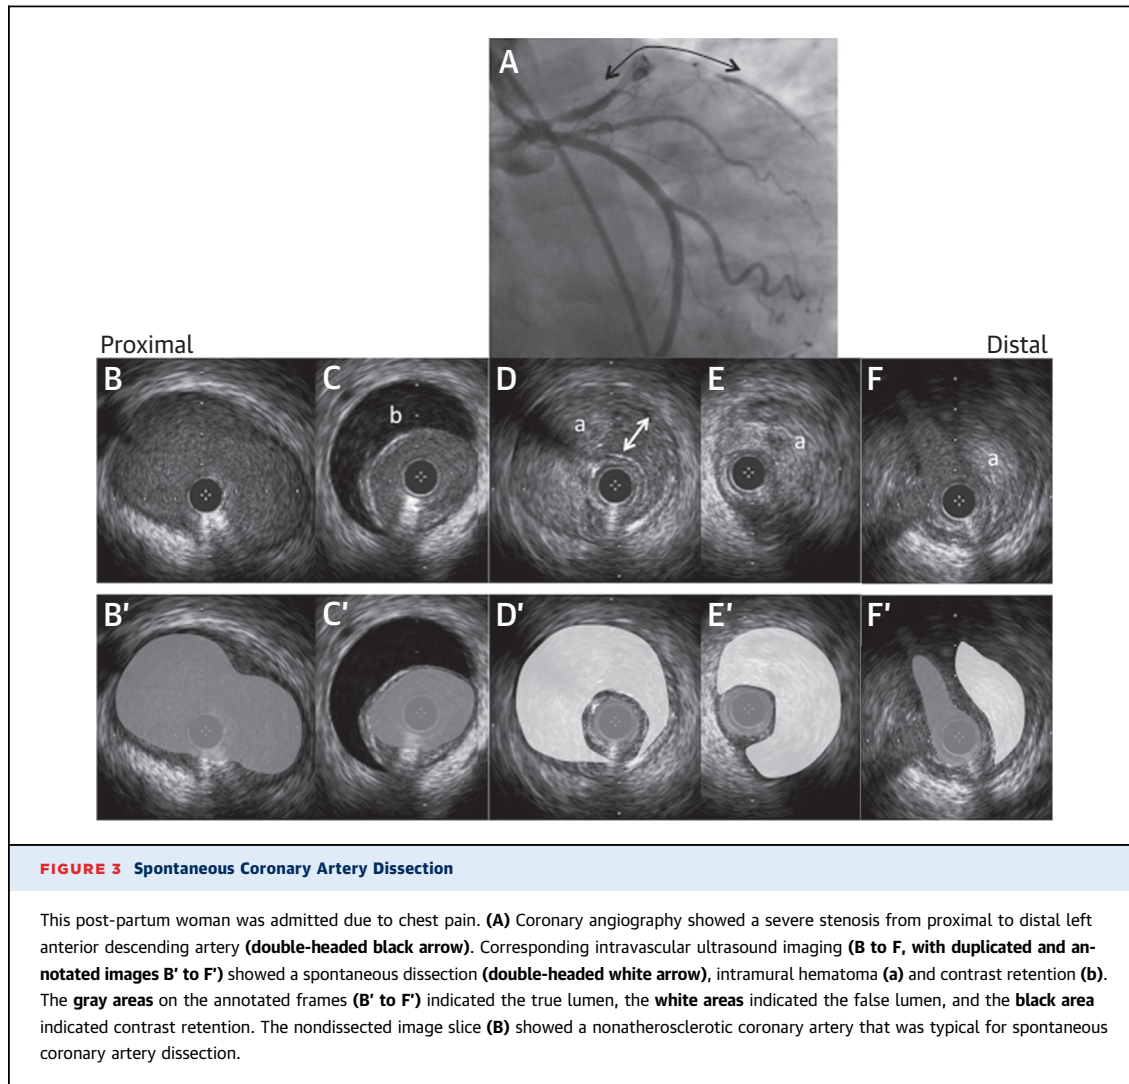 A
Proximal
Distal
B
C
D
E
F
b
a
a
a
B′
C′
D′
E′
F′
FIGURE 3 Spontaneous Coronary Artery Dissection
This post-partum woman was admitted due to chest pain. (A) Coronary angiography showed a severe stenosis from proximal to distal left
anterior descending artery (double-headed black arrow). Corresponding intravascular ultrasound imaging (B to F, with duplicated and an-
notated images B′ to F′) showed a spontaneous dissection (double-headed white arrow), intramural hematoma (a) and contrast retention (b).
The gray areas on the annotated frames (B′ to F′) indicated the true lumen, the white areas indicated the false lumen, and the black area
indicated contrast retention. The nondissected image slice (B) showed a nonatherosclerotic coronary artery that was typical for spontaneous
coronary artery dissection.